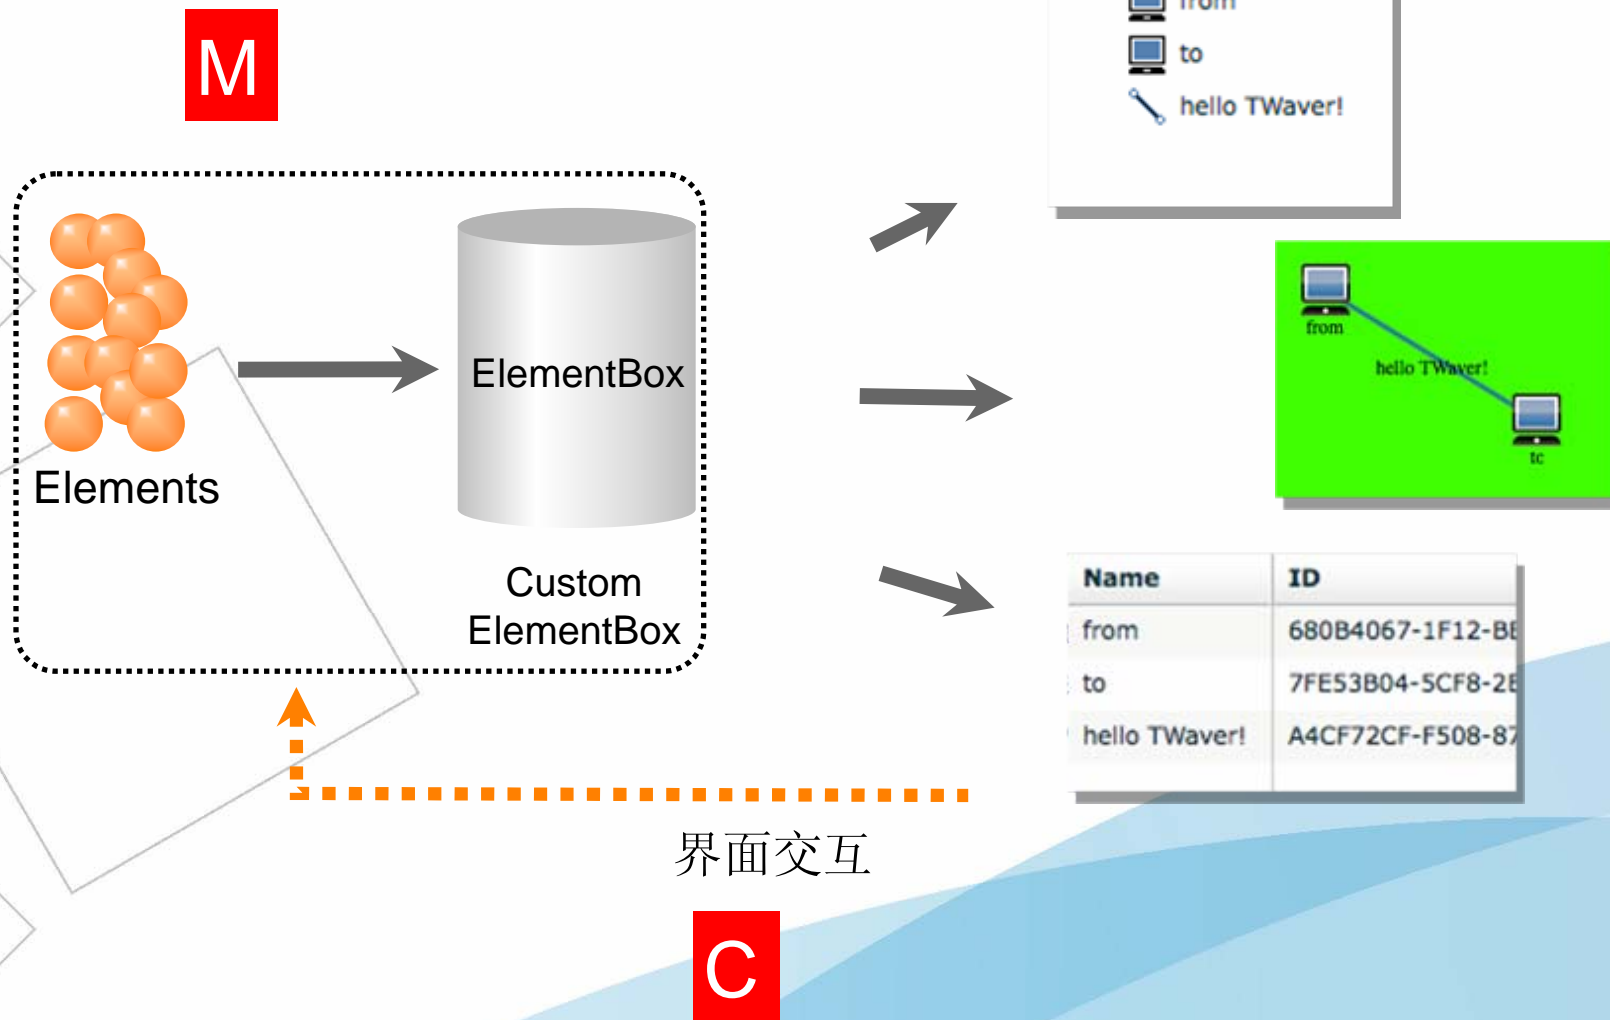 M
from
to
hello TWaver!
Elements
ElementBox
Custom
ElementBox
from
hello TWaver!
tc
Name ID
from 680B4067-1F12-BE
to 7FE53B04-5CF8-2E
hello TWaver! A4CF72CF-F508-87
界面交互
C